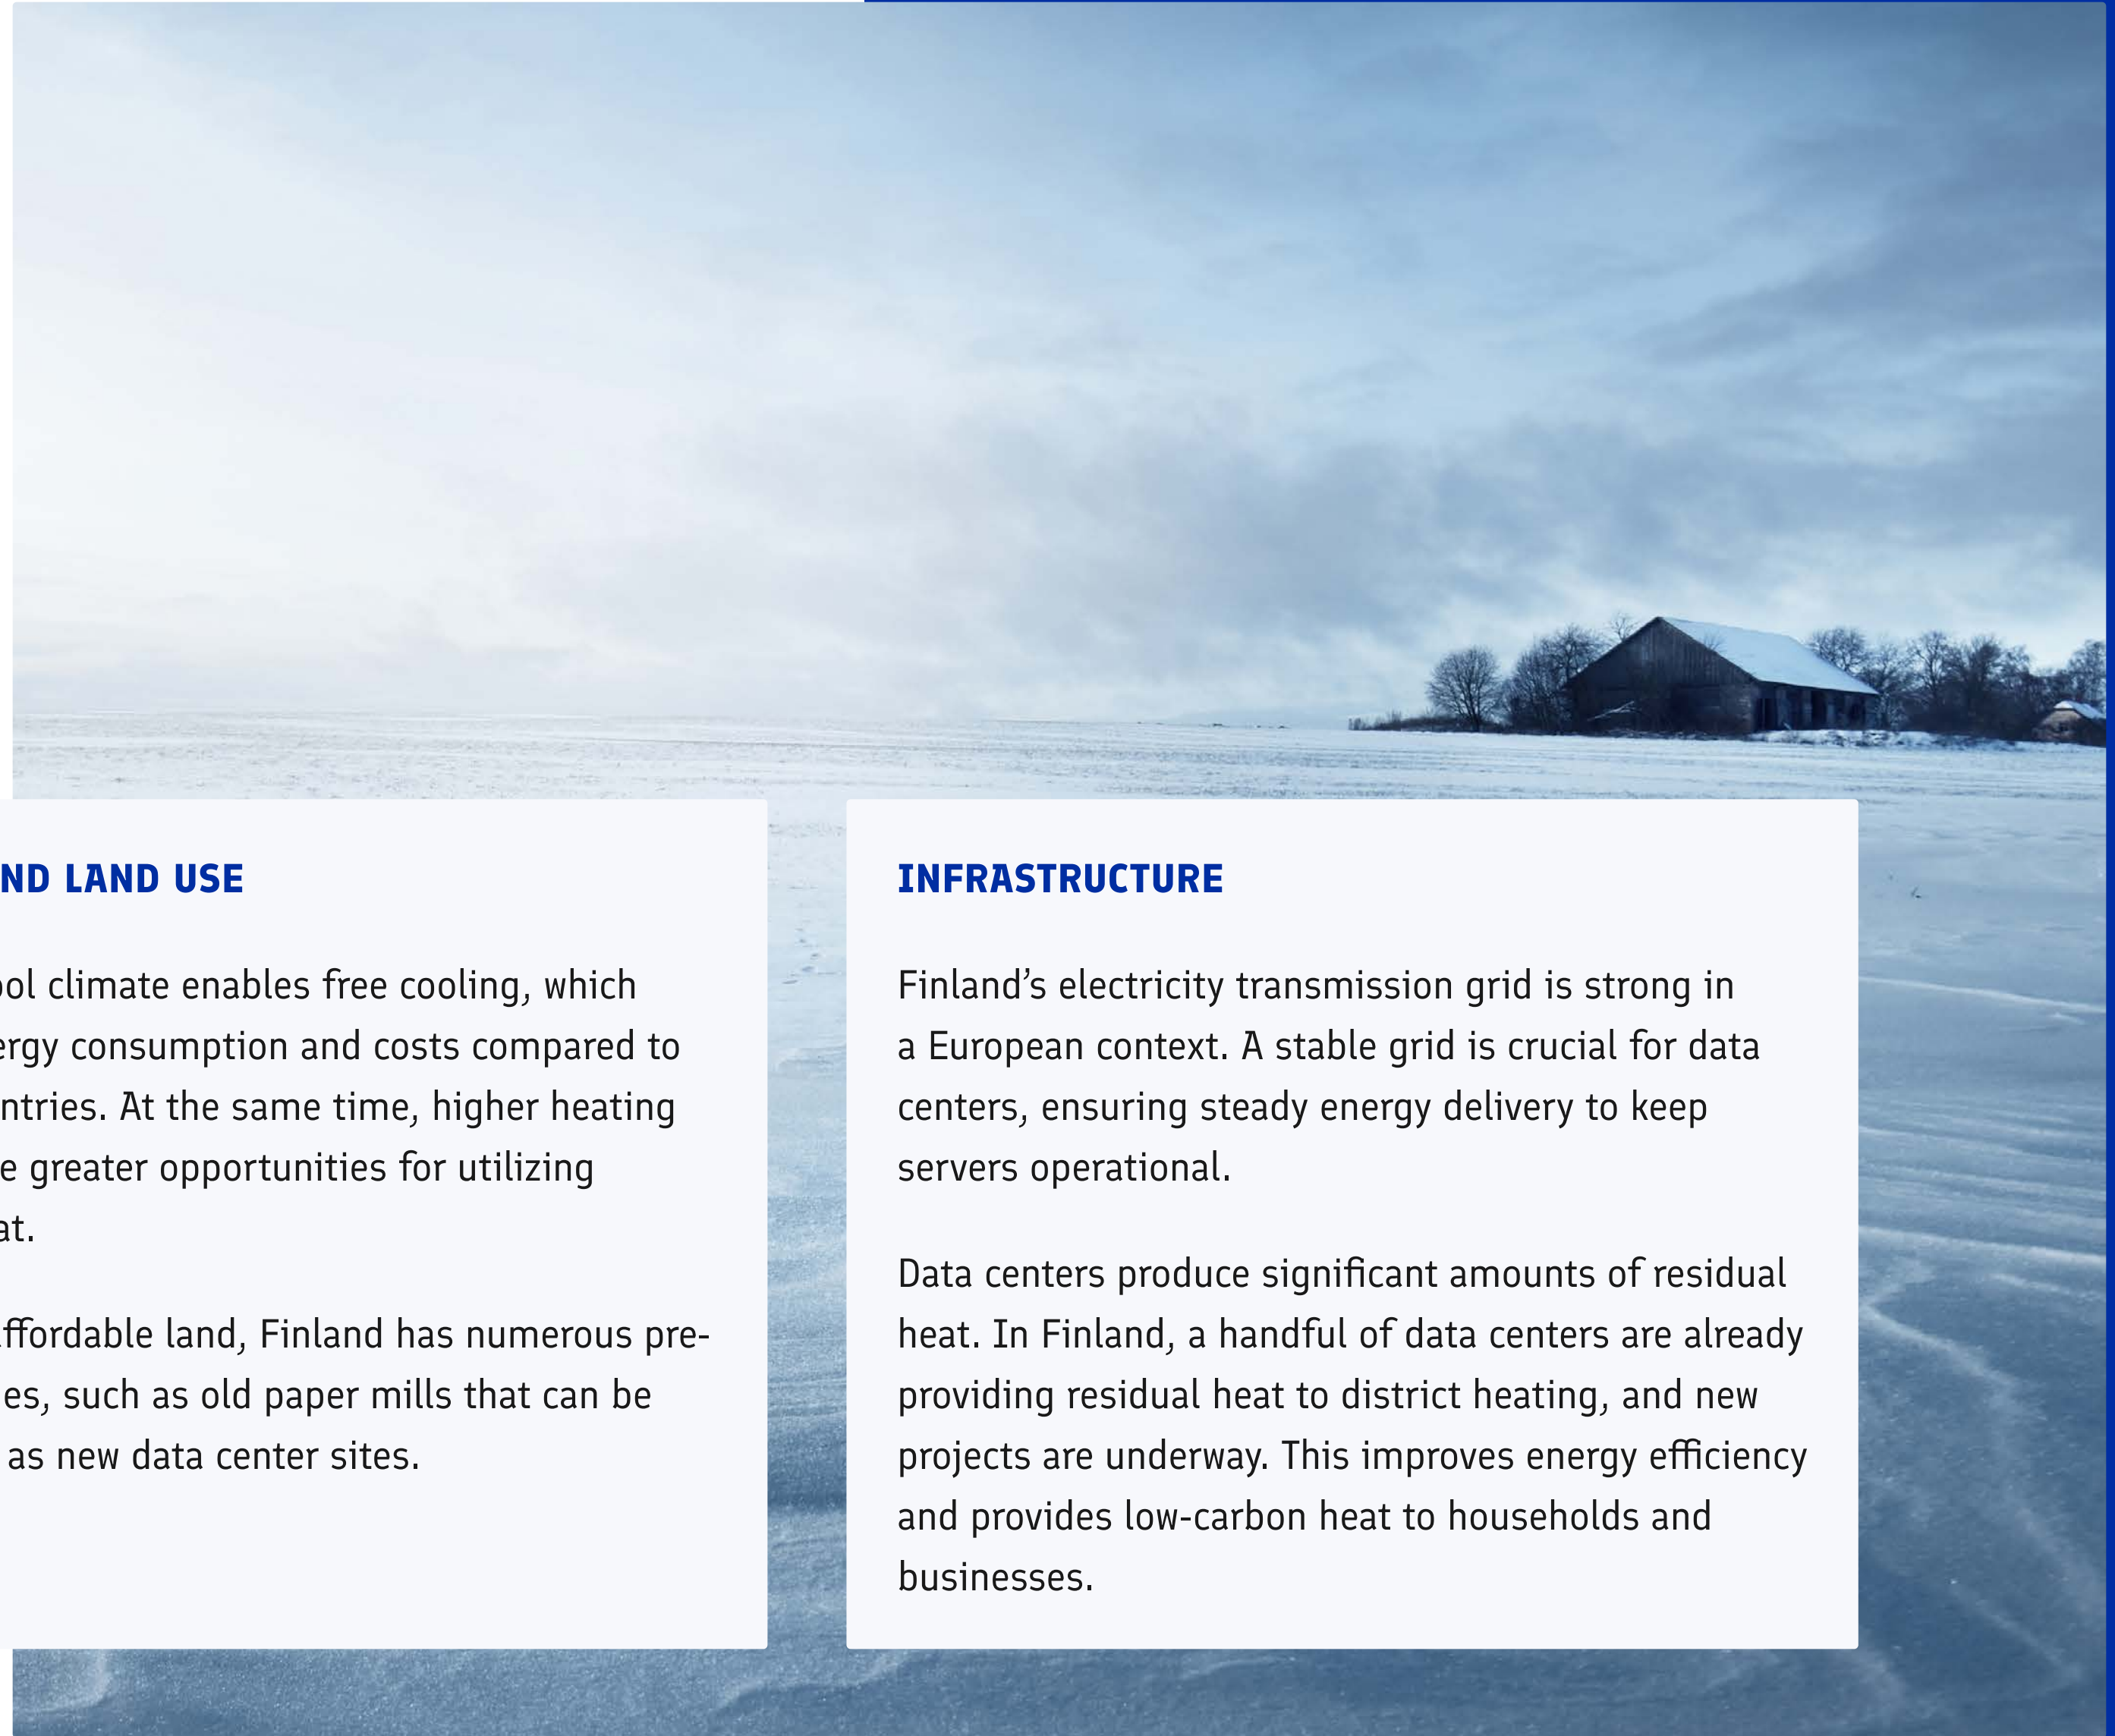 ND LAND USE
ool climate enables free cooling, which
ergy consumption and costs compared to
ntries. At the same time, higher heating
e greater opportunities for utilizing
at.
ffordable land, Finland has numerous pre-
es, such as old paper mills that can be
as new data center sites.
INFRASTRUCTURE
Finland’s electricity transmission grid is strong in
a European context. A stable grid is crucial for data
centers, ensuring steady energy delivery to keep
servers operational.
Data centers produce significant amounts of residual
heat. In Finland, a handful of data centers are already
providing residual heat to district heating, and new
projects are underway. This improves energy efficiency
and provides low-carbon heat to households and
businesses.